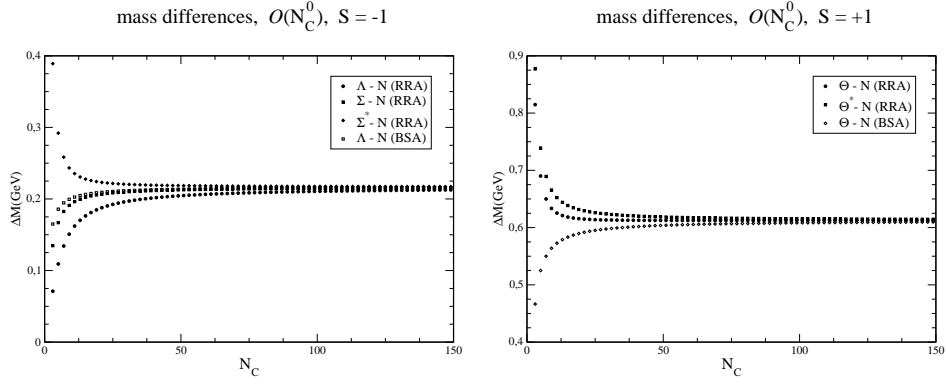 mass differences, O(N_C^0), S = -1
0,4
0,3
0,2
0,1
0
ΔM(GeV)
Λ - N (RRA)
Σ - N (RRA)
Σ* - N (RRA)
Λ - N (BSA)
0
50
100
150
N_C
mass differences, O(N_C^0), S = +1
0,9
0,8
0,7
0,6
0,5
0,4
ΔM(GeV)
Θ - N (RRA)
Θ* - N (RRA)
Θ - N (BSA)
0
50
100
150
N_C